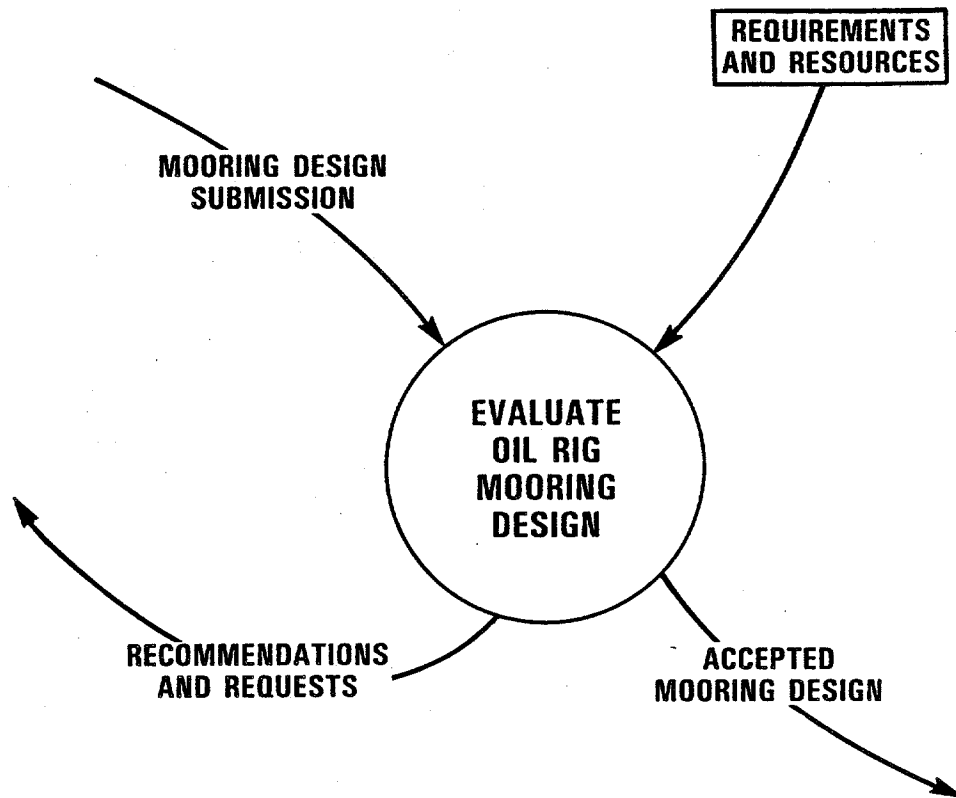 REQUIREMENTS
AND RESOURCES
MOORING DESIGN
SUBMISSION
EVALUATE
OIL RIG
MOORING
DESIGN
RECOMMENDATIONS
AND REQUESTS
ACCEPTED
MOORING DESIGN